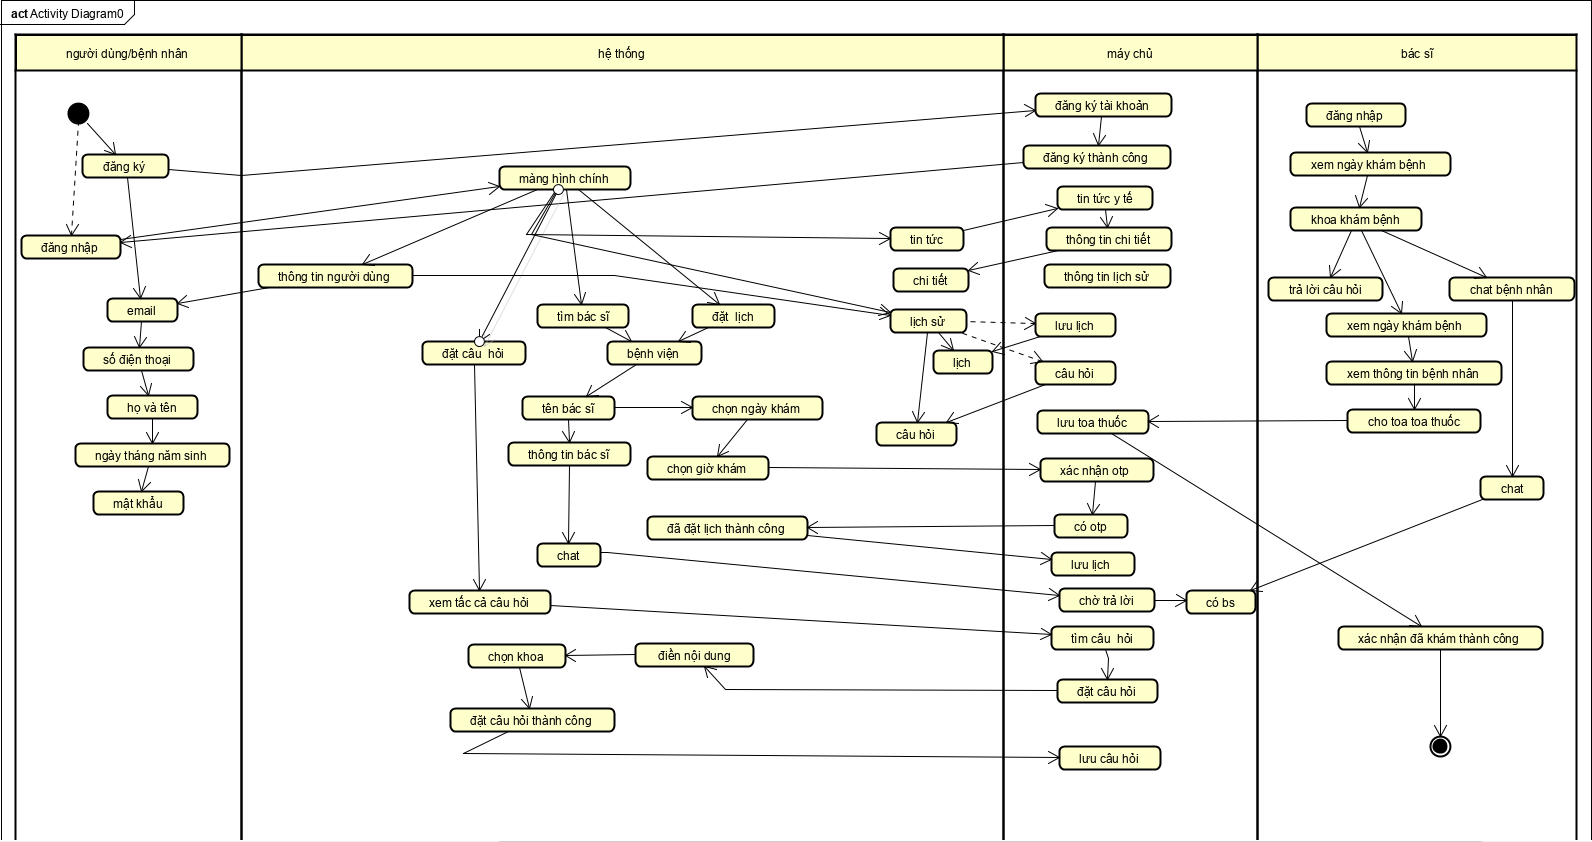 act Activity Diagram0
người dùng/bệnh nhân
hệ thống
máy chủ
bác sĩ
đăng ký
đăng nhập
email
số điện thoại
họ và tên
ngày tháng năm sinh
mật khẩu
màng hình chính
thông tin người dùng
tin tức
chi tiết
tìm bác sĩ
đặt lịch
lịch sử
đặt câu hỏi
bệnh viện
lịch
tên bác sĩ
chọn ngày khám
câu hỏi
thông tin bác sĩ
chọn giờ khám
đã đặt lịch thành công
chat
xem tấc cả câu hỏi
chọn khoa
điền nội dung
đặt câu hỏi thành công
đăng ký tài khoản
đăng ký thành công
tin tức y tế
thông tin chi tiết
thông tin lịch sử
lưu lịch
câu hỏi
lưu toa thuốc
xác nhận otp
có otp
lưu lịch
chờ trả lời
có bs
tìm câu hỏi
đặt câu hỏi
lưu câu hỏi
đăng nhập
xem ngày khám bệnh
khoa khám bệnh
trả lời câu hỏi
chat bệnh nhân
xem ngày khám bệnh
xem thông tin bệnh nhân
cho toa toa thuốc
chat
xác nhận đã khám thành công